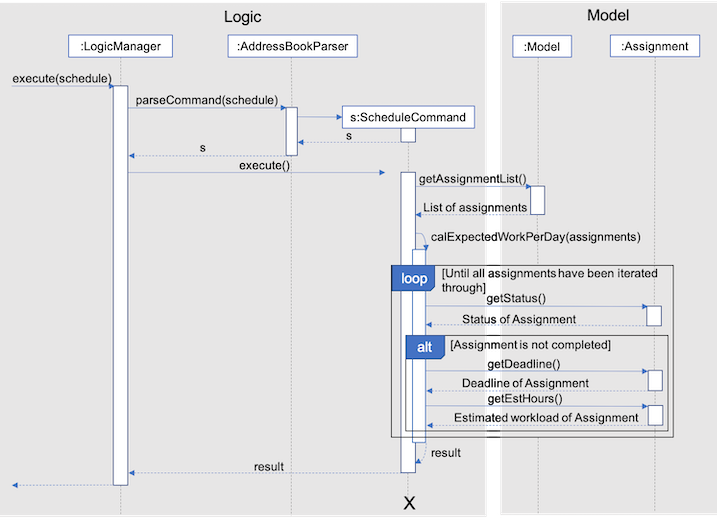 Logic
Model
:LogicManager
:AddressBookParser
:Model
:Assignment
execute(schedule)
parseCommand(schedule)
s:ScheduleCommand
s
s
execute()
getAssignmentList()
List of assignments
calExpectedWorkPerDay(assignments)
loop
[Until all assignments have been iterated
through]
getStatus()
Status of Assignment
alt
[Assignment is not completed]
getDeadline()
Deadline of Assignment
getEstHours()
Estimated workload of Assignment
result
result
X